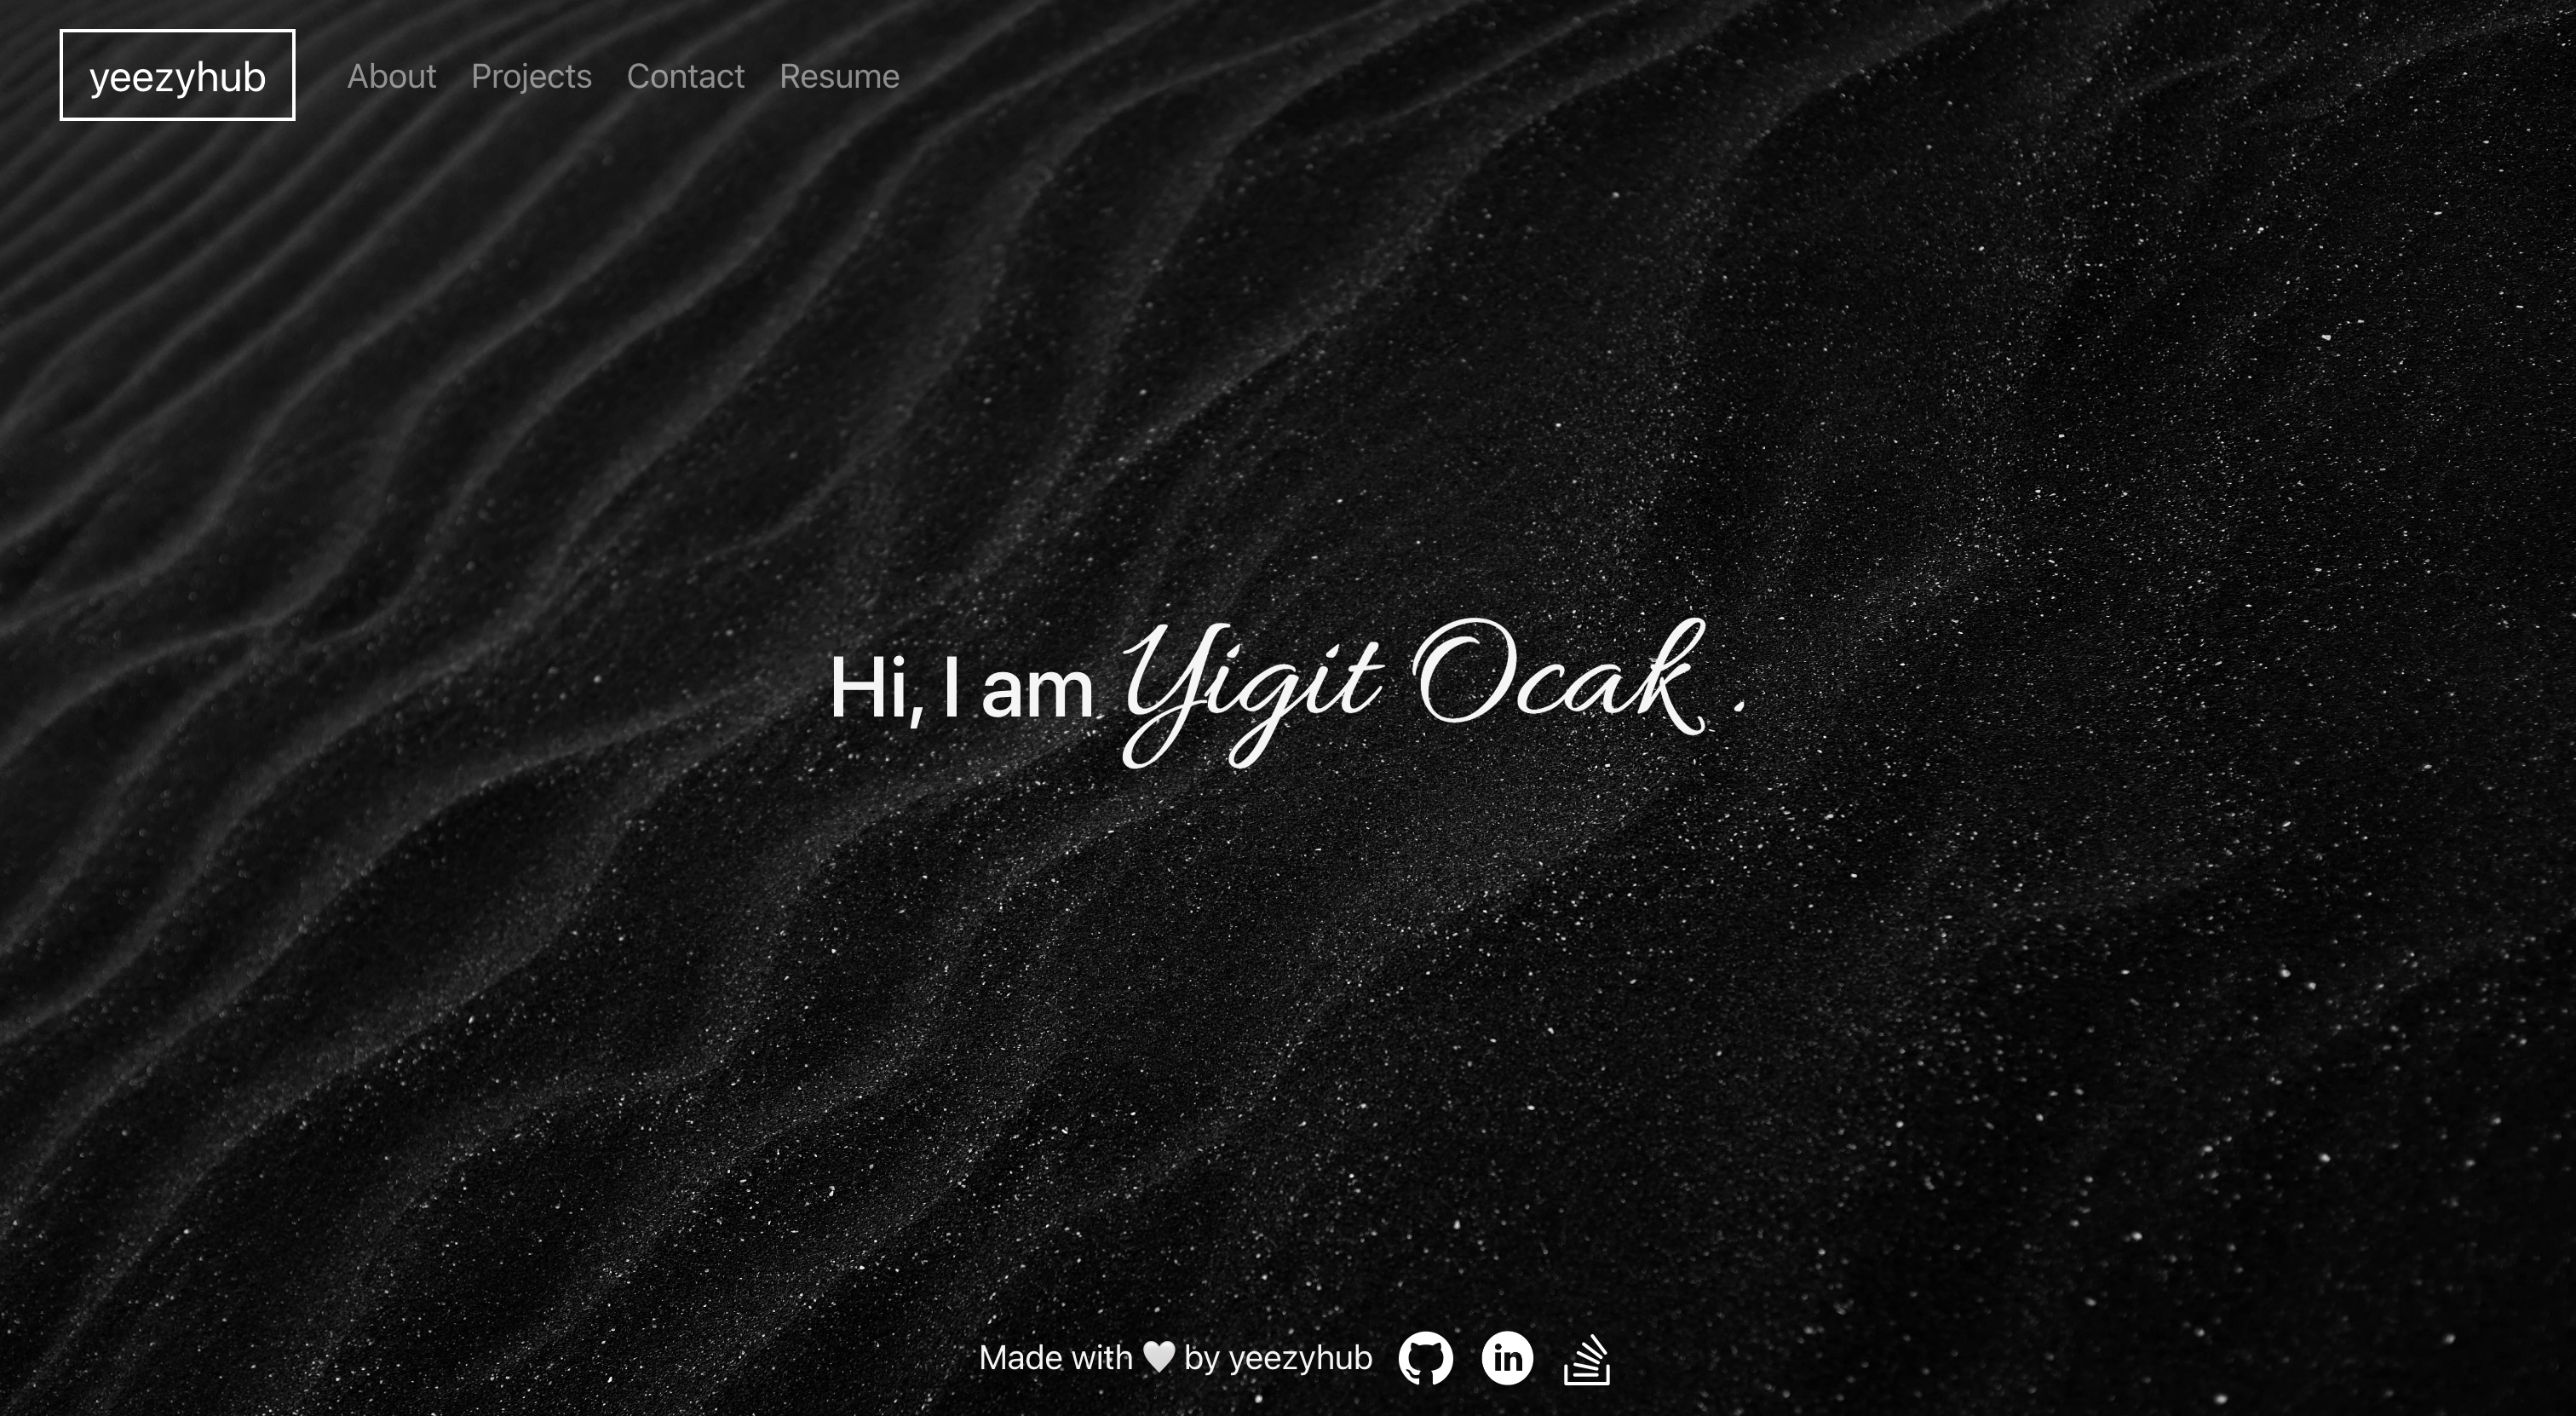 yeezyhub About Projects Contact Resume
Hi, I am Yigit Ocak .
Made with 🤍 by yeezyhub in